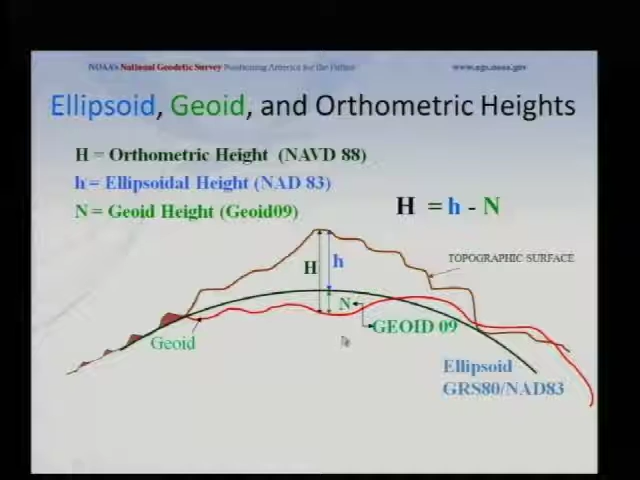 NOAA's National Geodetic Survey Positioning America for the Future www.ngs.noaa.gov
Ellipsoid, Geoid, and Orthometric Heights
H = Orthometric Height (NAVD 88)
h = Ellipsoidal Height (NAD 83)
N = Geoid Height (Geoid09)
H = h - N
TOPOGRAPHIC SURFACE
H
h
N
GEOID 09
Geoid
Ellipsoid
GRS80/NAD83